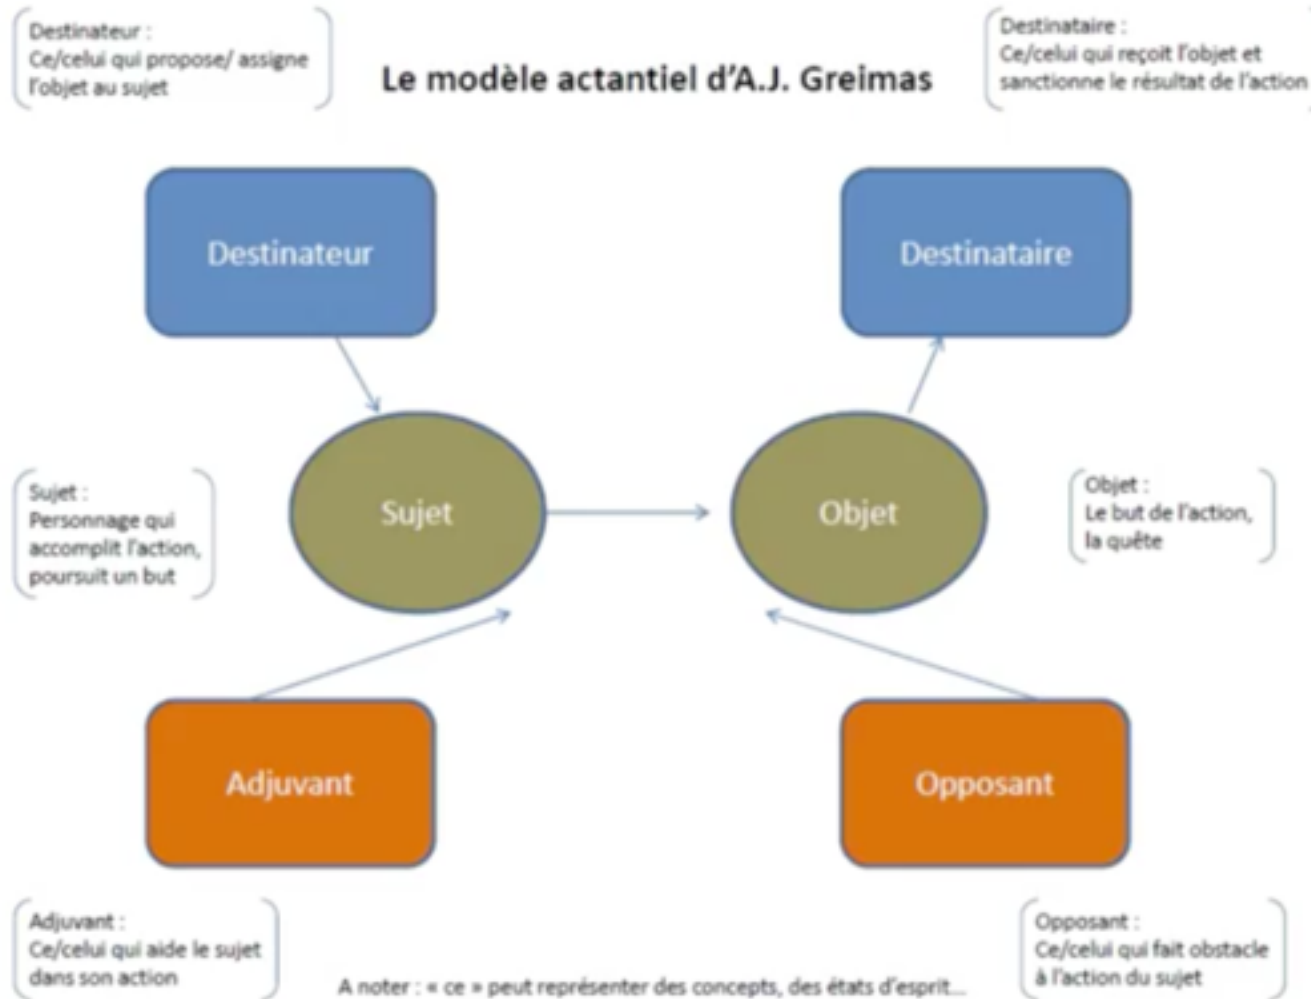 Destinateur :
Ce/celui qui propose/ assigne
l'objet au sujet
Le modèle actantiel d'A.J. Greimas
Destinataire :
Ce/celui qui reçoit l'objet et
sanctionne le résultat de l'action
Destinateur
Destinataire
Sujet :
Personnage qui
accomplit l'action,
poursuit un but
Sujet
Objet
Objet :
Le but de l'action,
la quête
Adjuvant
Opposant
Adjuvant :
Ce/celui qui aide le sujet
dans son action
Opposant :
Ce/celui qui fait obstacle
à l'action du sujet
A noter : « ce » peut représenter des concepts, des états d'esprit...